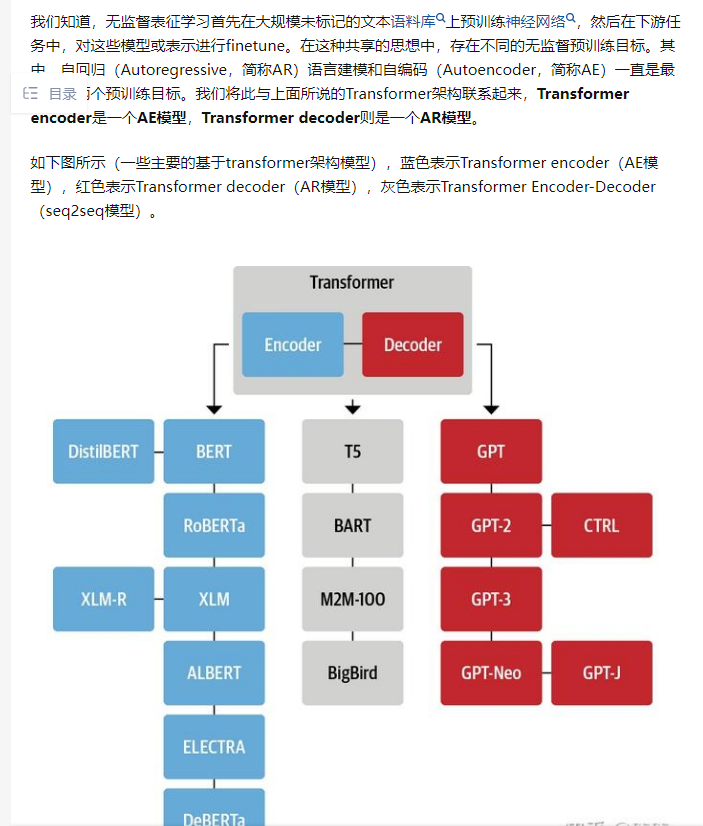 我们知道，无监督表征学习首先在大规模未标记的文本语料库上预训练神经网络，然后在下游任
务中，对这些模型或表示进行finetune。在这种共享的思想中，存在不同的无监督预训练目标。其
中，自回归（Autoregressive，简称AR）语言建模和自编码（Autoencoder，简称AE）一直是最
目录 个预训练目标。我们将此与上面所说的Transformer架构联系起来，Transformer
encoder是一个AE模型，Transformer decoder则是一个AR模型。
如下图所示（一些主要的基于transformer架构模型），蓝色表示Transformer encoder（AE模
型），红色表示Transformer decoder（AR模型），灰色表示Transformer Encoder-Decoder
（seq2seq模型）。
Transformer
Encoder Decoder
DistilBERT BERT T5 GPT
RoBERTa BART GPT-2 CTRL
XLM-R XLM M2M-100 GPT-3
ALBERT BigBird GPT-Neo GPT-J
ELECTRA
DeBERTa